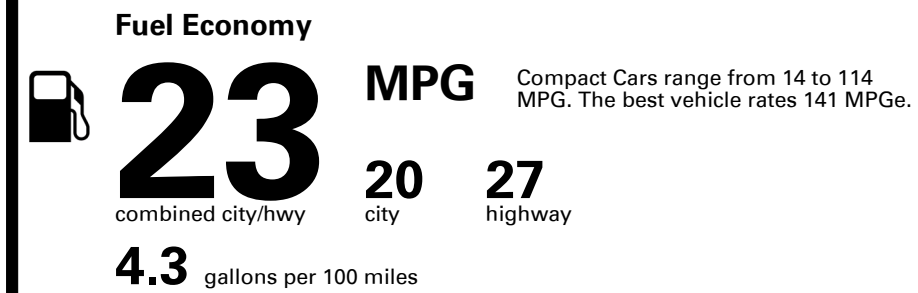 Fuel Economy
23 MPG
Compact Cars range from 14 to 114
MPG. The best vehicle rates 141 MPGe.
20 27
combined city/hwy city highway
4.3 gallons per 100 miles